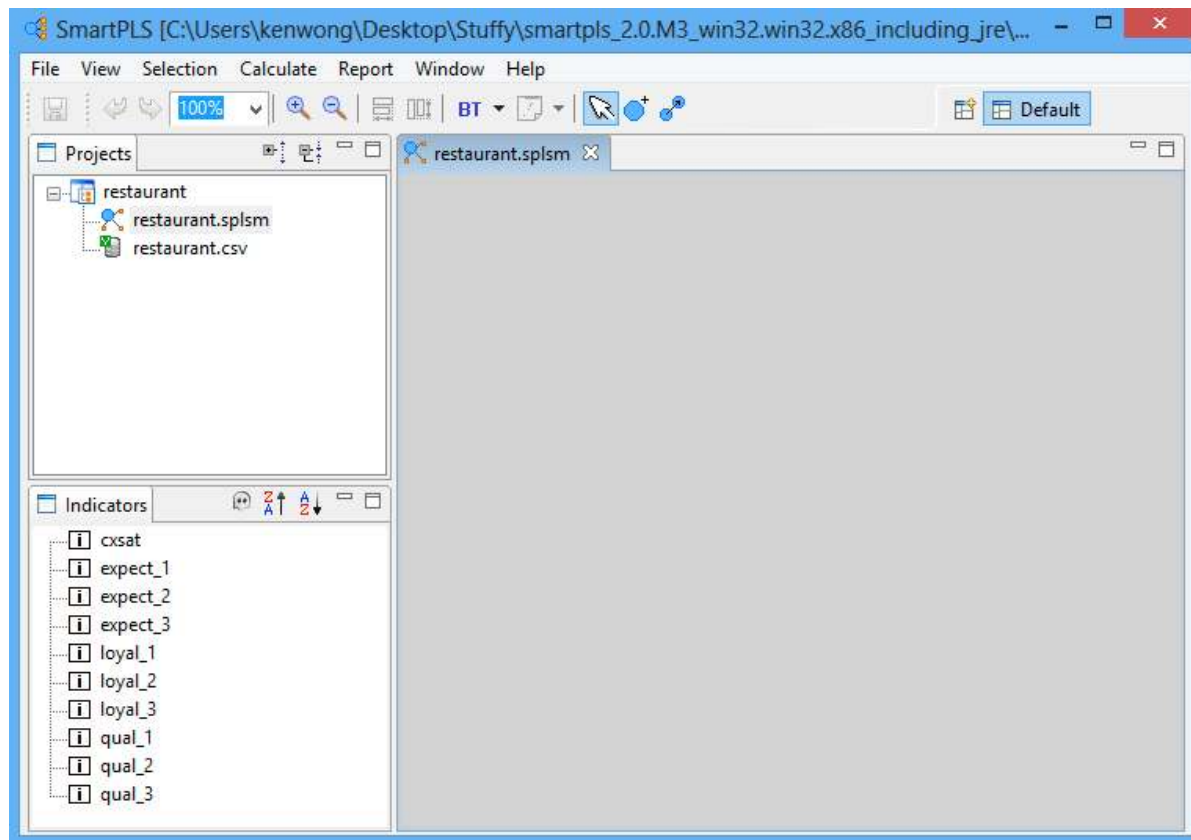 SmartPLS [C:\Users\kenwong\Desktop\Stuffy\smartpls_2.0.M3_win32.win32.x86_including_jre\...
File View Selection Calculate Report Window Help
100% BT Default
Projects
restaurant.splsm
restaurant
restaurant.splsm
restaurant.csv
Indicators
cxsat
expect_1
expect_2
expect_3
loyal_1
loyal_2
loyal_3
qual_1
qual_2
qual_3